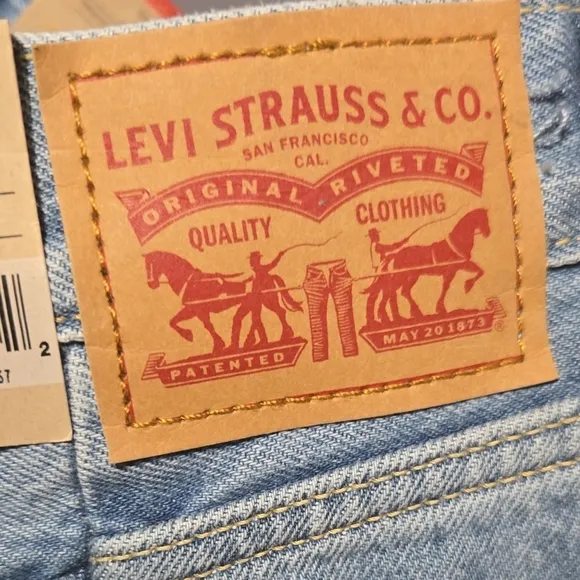 LEVI STRAUSS & CO.
SAN FRANCISCO
CAL.
ORIGINAL RIVETED
QUALITY CLOTHING
PATENTED MAY 20 1873 ®
2